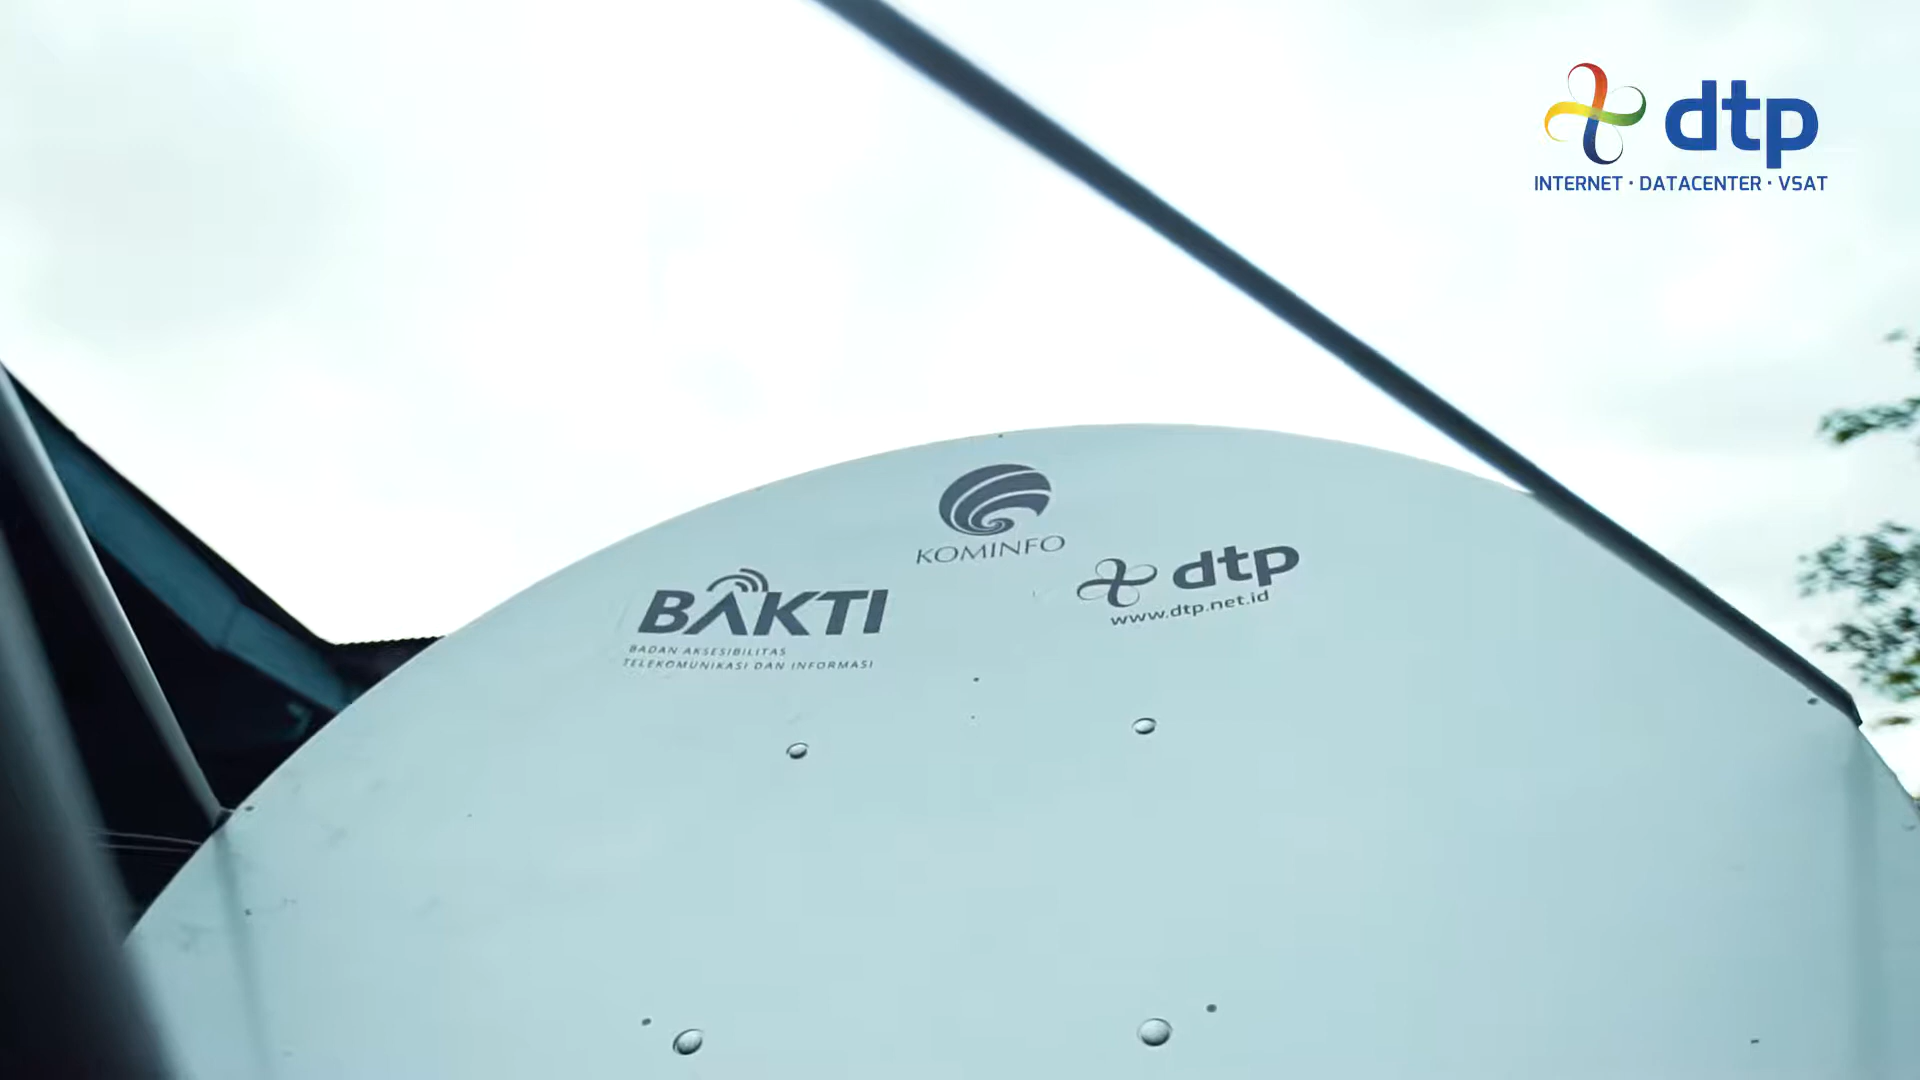 dtp
INTERNET • DATACENTER • VSAT
KOMINFO
BAKTI
BADAN AKSESIBILITAS
TELEKOMUNIKASI DAN INFORMASI
dtp
www.dtp.net.id